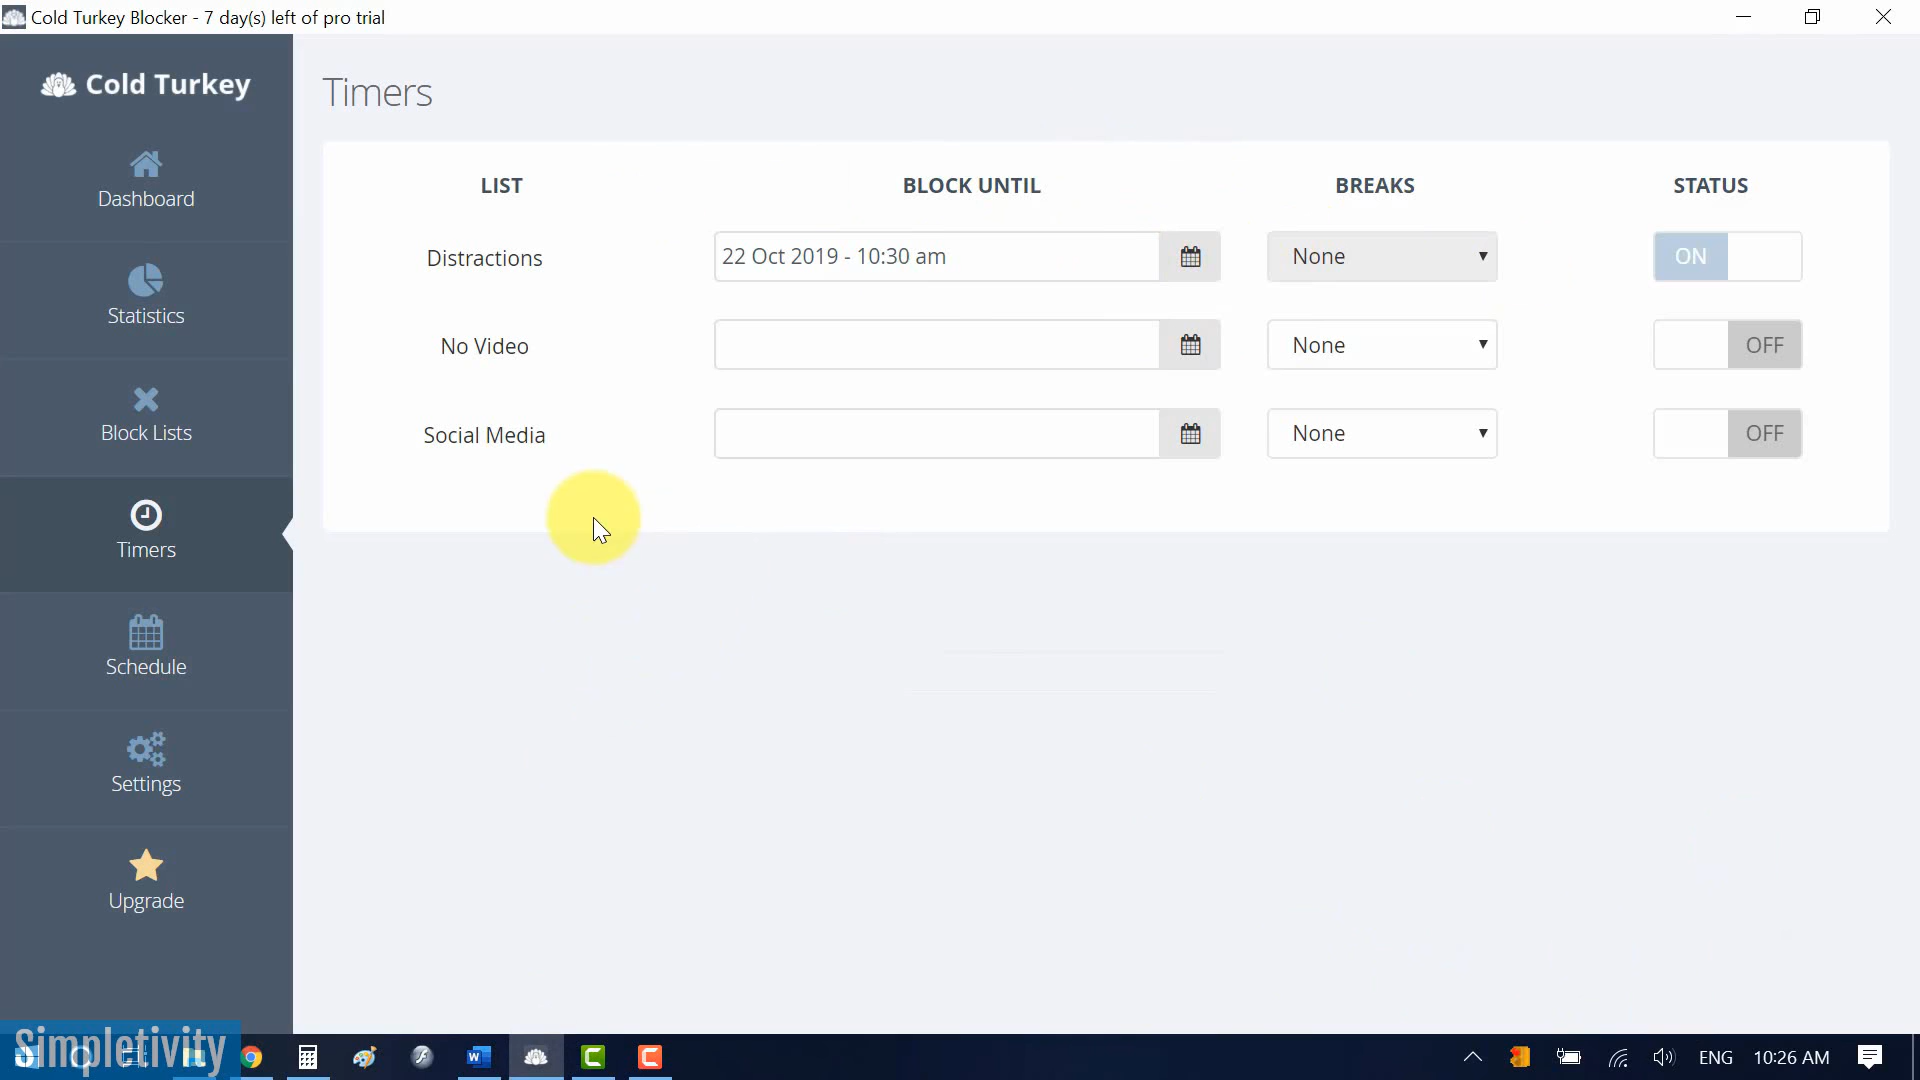 Cold Turkey Blocker - 7 day(s) left of pro trial
Cold Turkey
Dashboard
Statistics
Block Lists
Timers
Schedule
Settings
Upgrade
Timers
LIST BLOCK UNTIL BREAKS STATUS
Distractions 22 Oct 2019 - 10:30 am None ON
No Video None OFF
Social Media None OFF
Simpletivity
ENG 10:26 AM